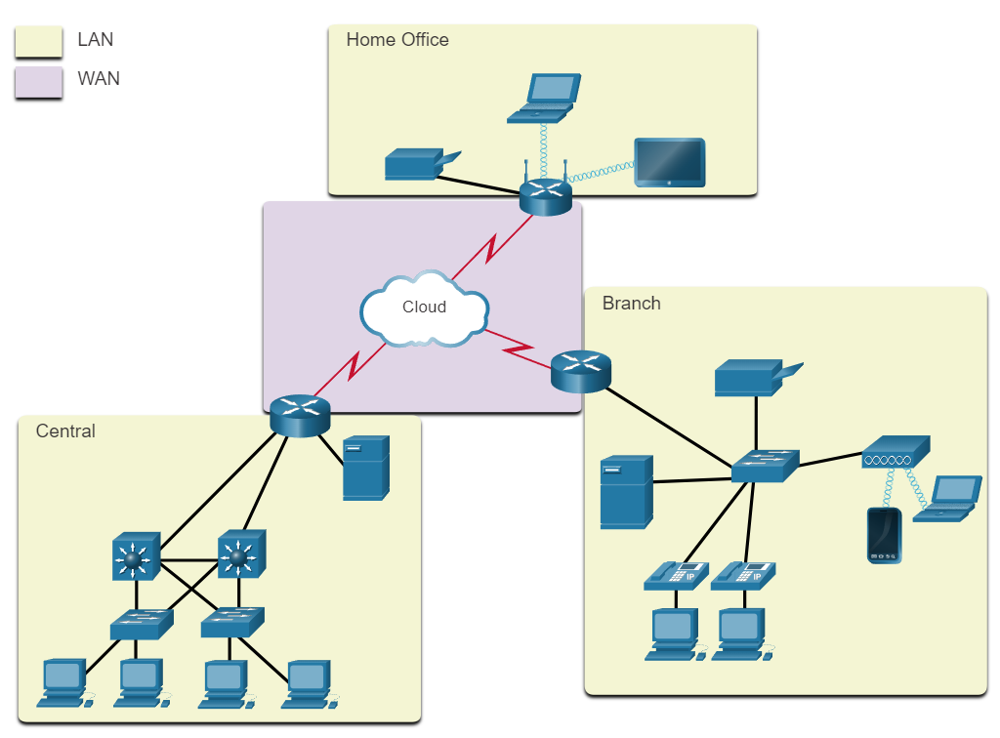 LAN
WAN
Home Office
Cloud
Branch
Central
IP
IP